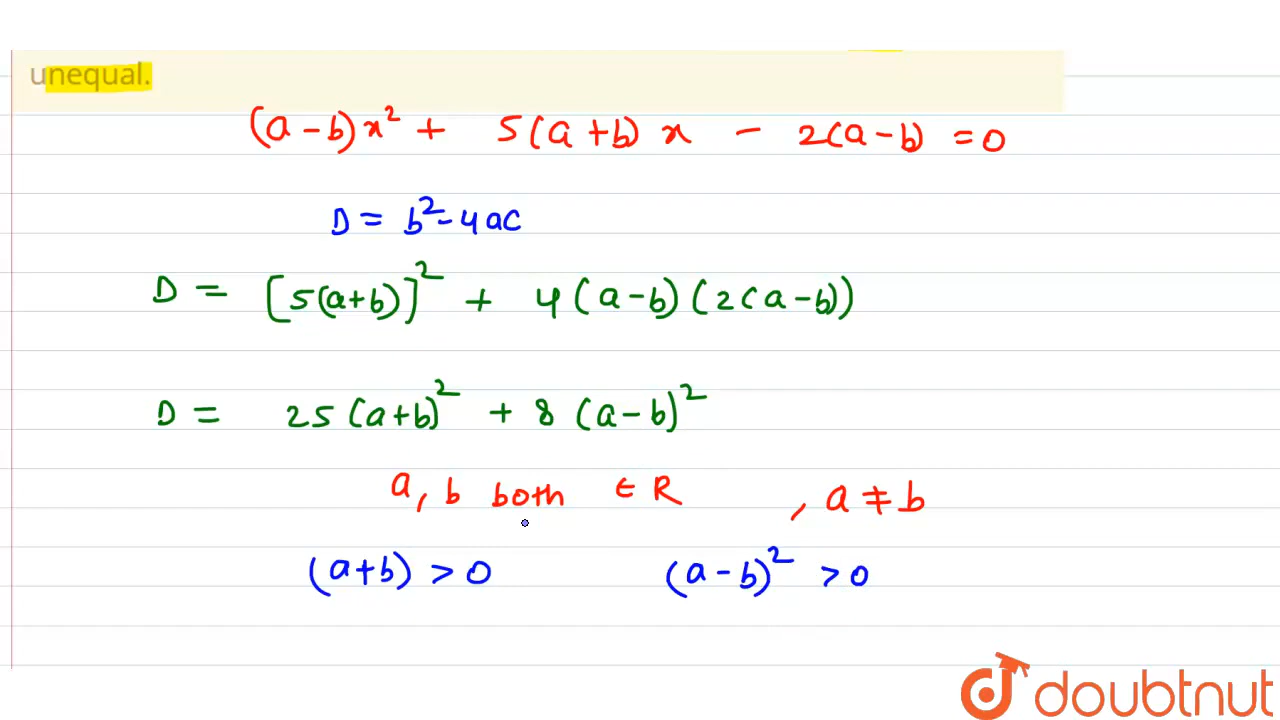 unequal.
(a-b)x² + 5(a+b)x - 2(a-b) = 0
D = b²-4ac
D = [5(a+b)]² + 4(a-b)(2(a-b))
D = 25(a+b)² + 8(a-b)²
a, b both ∈ R , a ≠ b
(a+b) > 0 (a-b)² > 0
doubtnut